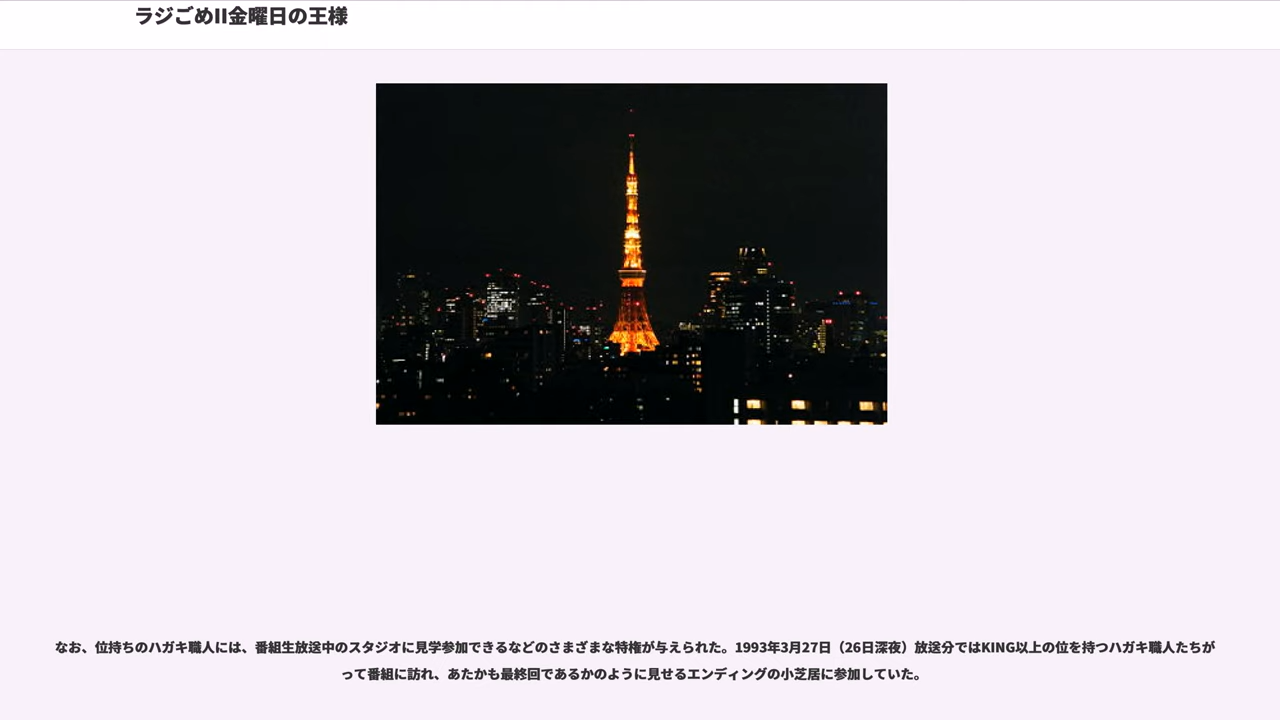 ラジごめII金曜日の王様
なお、位持ちのハガキ職人には、番組生放送中のスタジオに見学参加できるなどのさまざまな特権が与えられた。1993年3月27日（26日深夜）放送分ではKING以上の位を持つハガキ職人たちが
って番組に訪れ、あたかも最終回であるかのように見せるエンディングの小芝居に参加していた。